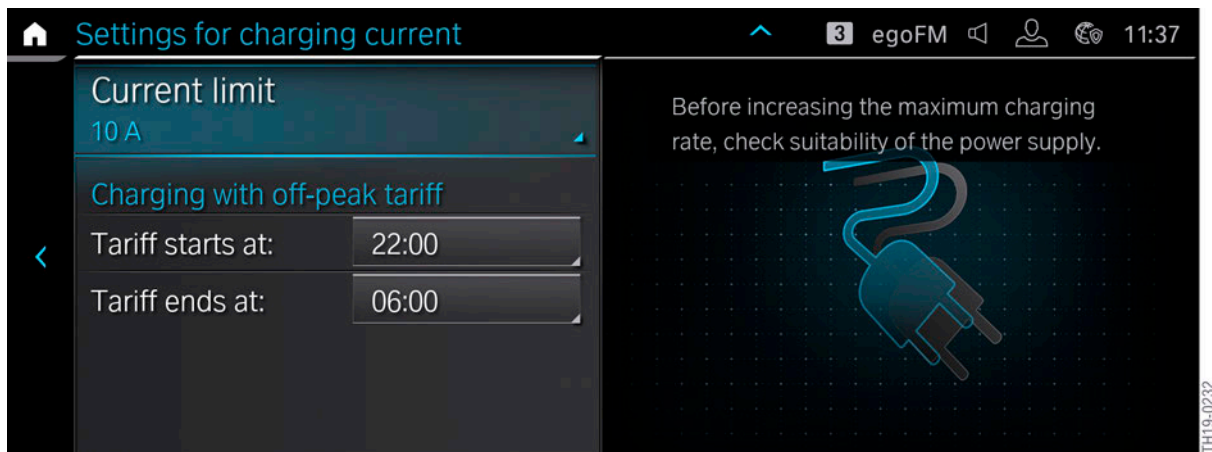 Settings for charging current
3 egoFM 11:37
Current limit
10 A
Charging with off-peak tariff
Tariff starts at: 22:00
Tariff ends at: 06:00
Before increasing the maximum charging
rate, check suitability of the power supply.
TH19-0232